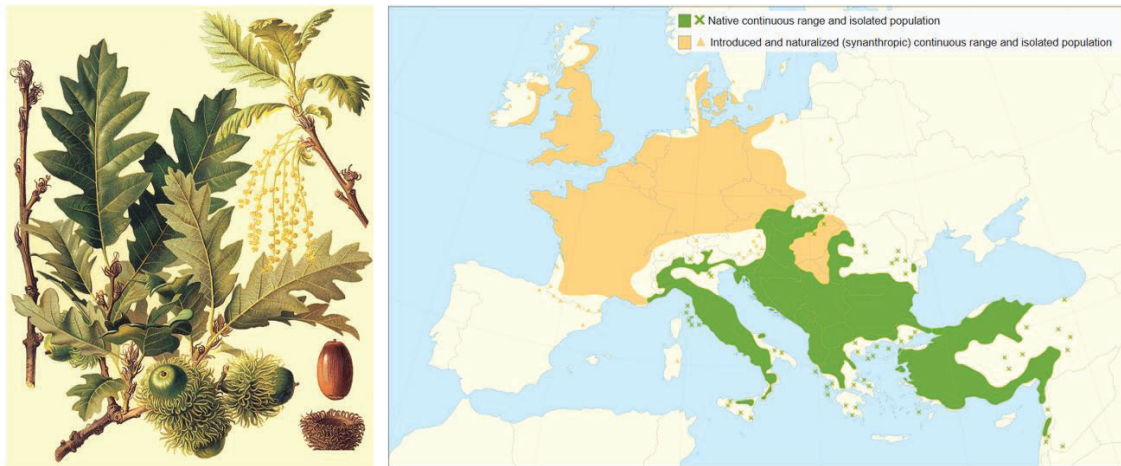 Native continuous range and isolated population
Introduced and naturalized (synanthropic) continuous range and isolated population